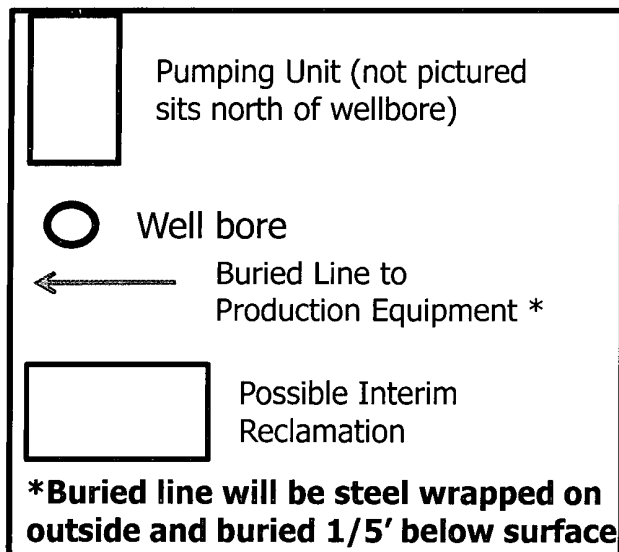 Pumping Unit (not pictured
sits north of wellbore)
Well bore
Buried Line to
Production Equipment *
Possible Interim
Reclamation
*Buried line will be steel wrapped on
outside and buried 1/5' below surface